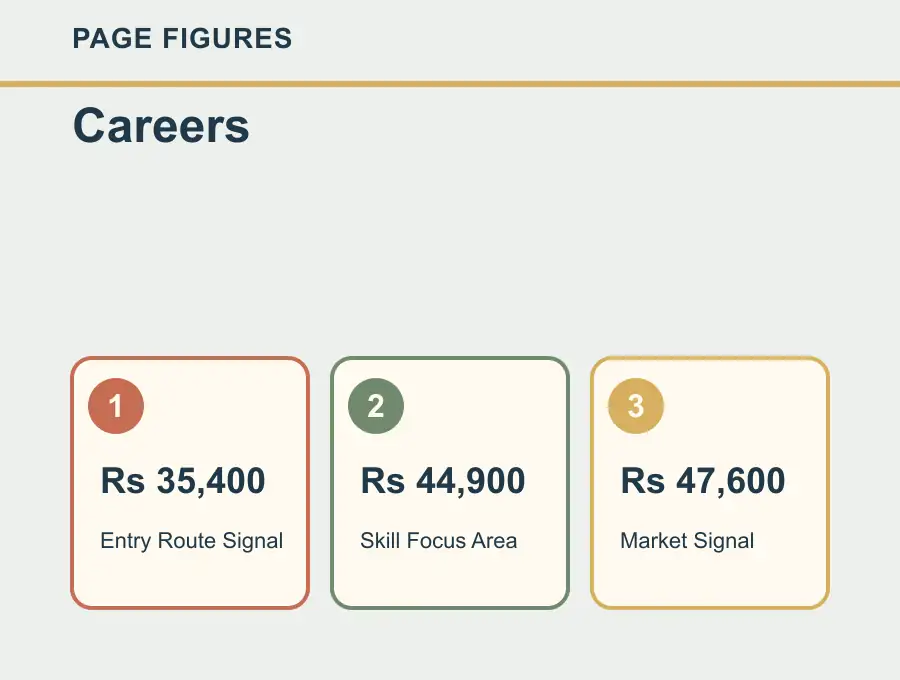 PAGE FIGURES
Careers
1
Rs 35,400
Entry Route Signal
2
Rs 44,900
Skill Focus Area
3
Rs 47,600
Market Signal